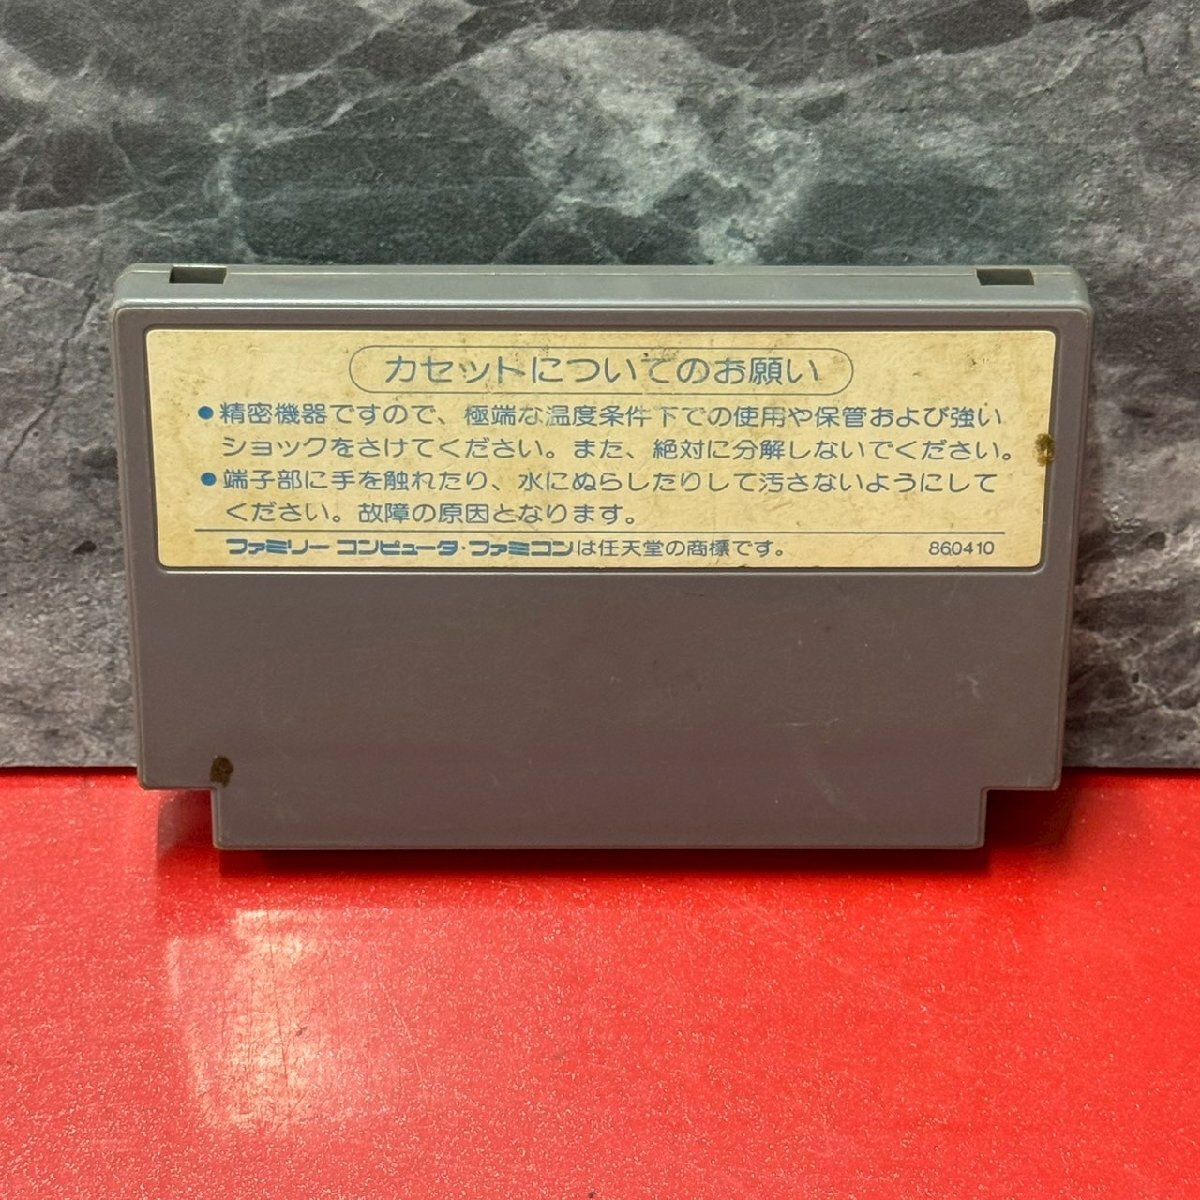 カセットについてのお願い
●精密機器ですので、極端な温度条件下での使用や保管および強い
ショックをさけてください。また、絶対に分解しないでください。
●端子部に手を触れたり、水にぬらしたりして汚さないようにして
ください。故障の原因となります。
ファミリー コンピュータ・ファミコンは任天堂の商標です。 860410